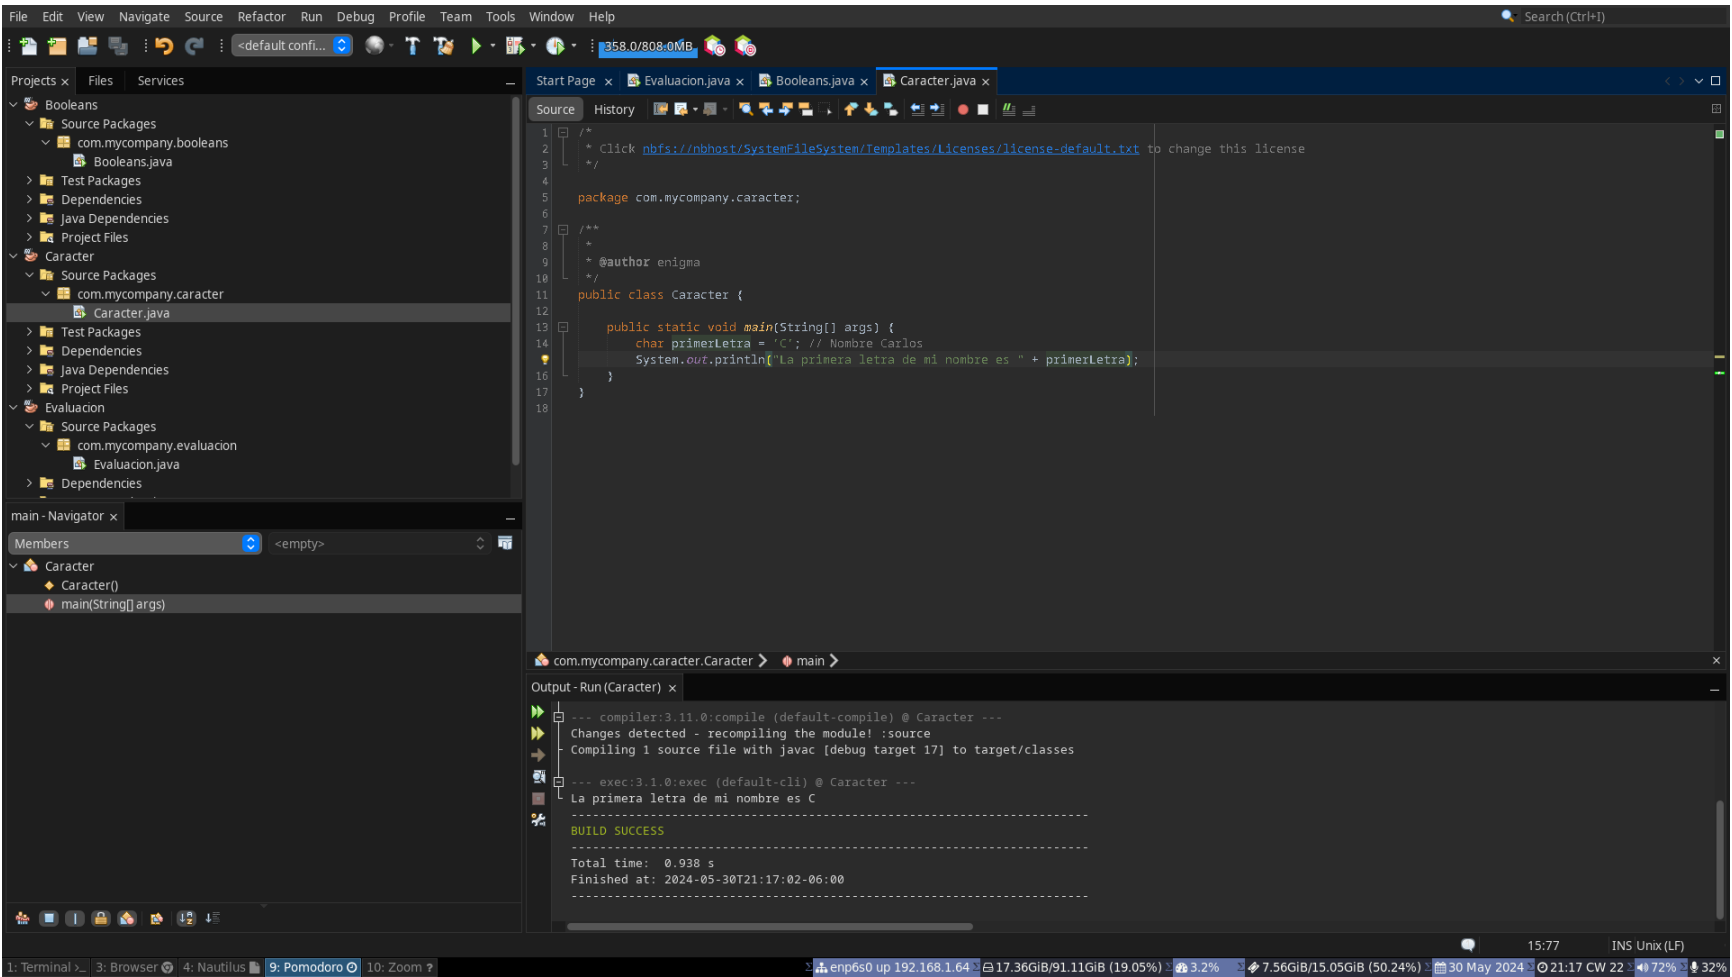 File Edit View Navigate Source Refactor Run Debug Profile Team Tools Window Help Search (Ctrl+I)
<default confi... 358.0/808.0MB
Projects Files Services
Booleans
Source Packages
com.mycompany.booleans
Booleans.java
Test Packages
Dependencies
Java Dependencies
Project Files
Caracter
Source Packages
com.mycompany.caracter
Caracter.java
Test Packages
Dependencies
Java Dependencies
Project Files
Evaluacion
Source Packages
com.mycompany.evaluacion
Evaluacion.java
Dependencies
main - Navigator
Members <empty>
Caracter
Caracter()
main(String[] args)
Start Page Evaluacion.java Booleans.java Caracter.java
Source History
1 /*
2 * Click nbfs://nbhost/SystemFileSystem/Templates/Licenses/license-default.txt to change this license
3 */
4
5 package com.mycompany.caracter;
6
7 /**
8 *
9 * @author enigma
10 */
11 public class Caracter {
12
13 public static void main(String[] args) {
14 char primerLetra = 'C'; // Nombre Carlos
System.out.println("La primera letra de mi nombre es " + primerLetra);
16 }
17 }
18
com.mycompany.caracter.Caracter main
Output - Run (Caracter)
--- compiler:3.11.0:compile (default-compile) @ Caracter ---
Changes detected - recompiling the module! :source
Compiling 1 source file with javac [debug target 17] to target/classes
--- exec:3.1.0:exec (default-cli) @ Caracter ---
La primera letra de mi nombre es C
------------------------------------------------------------------------
BUILD SUCCESS
------------------------------------------------------------------------
Total time:  0.938 s
Finished at: 2024-05-30T21:17:02-06:00
------------------------------------------------------------------------
15:77 INS Unix (LF)
1: Terminal >_ 3: Browser 4: Nautilus 9: Pomodoro 10: Zoom ? enp6s0 up 192.168.1.64 17.36GiB/91.11GiB (19.05%) 3.2% 7.56GiB/15.05GiB (50.24%) 30 May 2024 21:17 CW 22 72% 32%